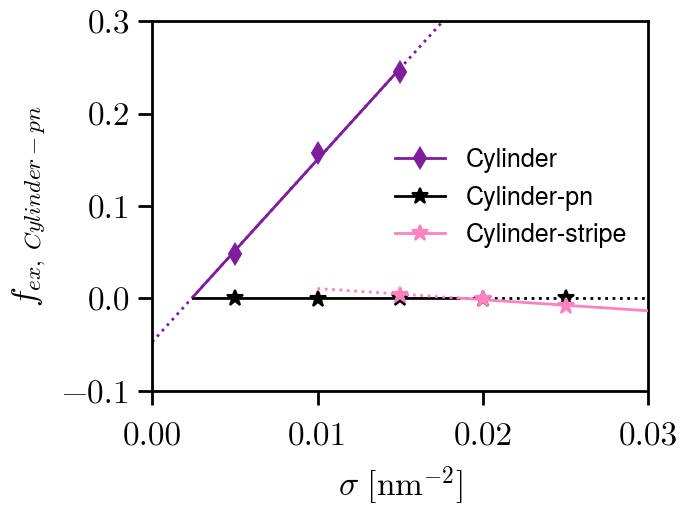 0.3
0.2
0.1
0.0
−0.1
f_{ex, Cylinder−pn}
Cylinder
Cylinder-pn
Cylinder-stripe
0.00 0.01 0.02 0.03
σ [nm⁻²]